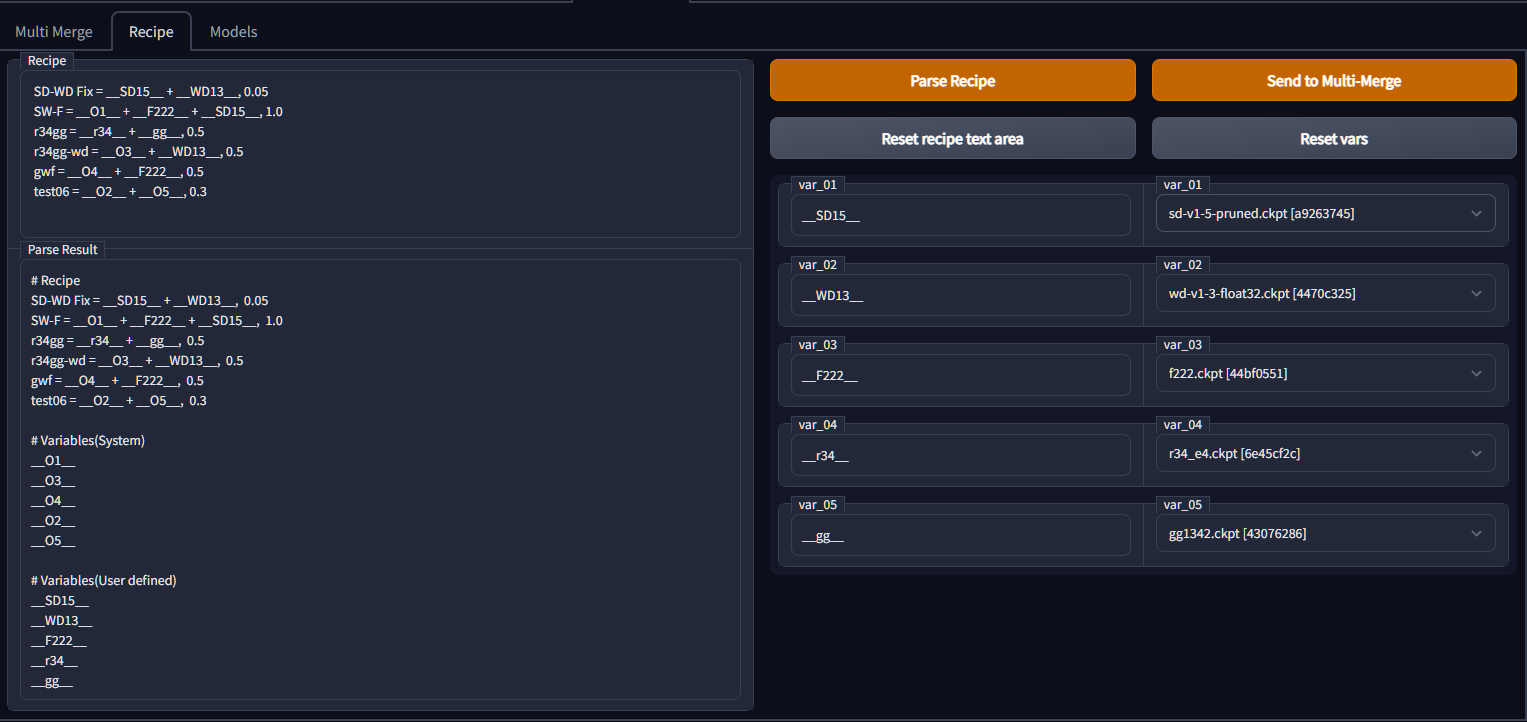 Multi Merge
Recipe
Models
Recipe
SD-WD Fix = __SD15__ + __WD13__, 0.05
SW-F = __O1__ + __F222__ + __SD15__, 1.0
r34gg = __r34__ + __gg__, 0.5
r34gg-wd = __O3__ + __WD13__, 0.5
gwf = __O4__ + __F222__, 0.5
test06 = __O2__ + __O5__, 0.3
Parse Result
# Recipe
SD-WD Fix = __SD15__ + __WD13__,  0.05
SW-F = __O1__ + __F222__ + __SD15__,  1.0
r34gg = __r34__ + __gg__,  0.5
r34gg-wd = __O3__ + __WD13__,  0.5
gwf = __O4__ + __F222__,  0.5
test06 = __O2__ + __O5__,  0.3
# Variables(System)
__O1__
__O3__
__O4__
__O2__
__O5__
# Variables(User defined)
__SD15__
__WD13__
__F222__
__r34__
__gg__
Parse Recipe
Send to Multi-Merge
Reset recipe text area
Reset vars
var_01
__SD15__
var_01
sd-v1-5-pruned.ckpt [a9263745]
var_02
__WD13__
var_02
wd-v1-3-float32.ckpt [4470c325]
var_03
__F222__
var_03
f222.ckpt [44bf0551]
var_04
__r34__
var_04
r34_e4.ckpt [6e45cf2c]
var_05
__gg__
var_05
gg1342.ckpt [43076286]